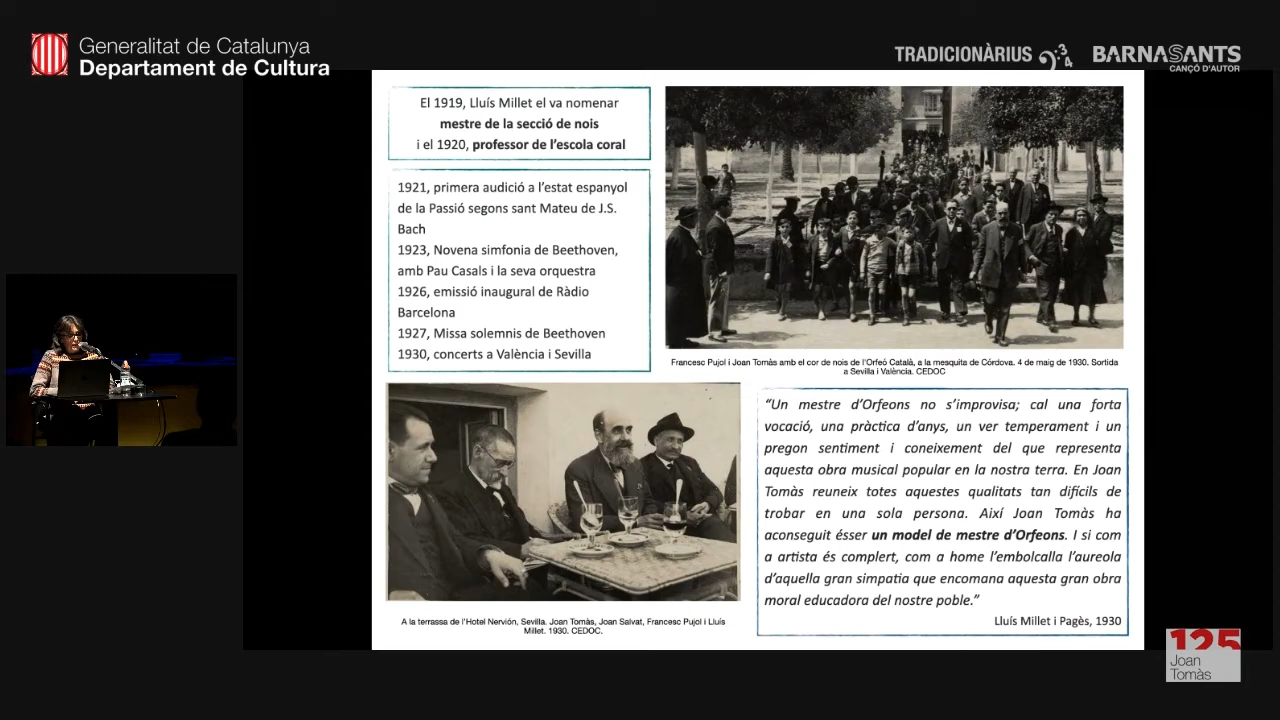 Generalitat de Catalunya
Departament de Cultura
TRADICIONÀRIUS
BARNASANTS
CANÇÓ D'AUTOR
El 1919, Lluís Millet el va nomenar
mestre de la secció de nois
i el 1920, professor de l'escola coral
1921, primera audició a l'estat espanyol
de la Passió segons sant Mateu de J.S.
Bach
1923, Novena simfonia de Beethoven,
amb Pau Casals i la seva orquestra
1926, emissió inaugural de Ràdio
Barcelona
1927, Missa solemnis de Beethoven
1930, concerts a València i Sevilla
Francesc Pujol i Joan Tomàs amb el cor de nois de l'Orfeó Català, a la mesquita de Córdova. 4 de maig de 1930. Sortida
a Sevilla i València. CEDOC
A la terrassa de l'Hotel Nervión, Sevilla. Joan Tomàs, Joan Salvat, Francesc Pujol i Lluís
Millet. 1930. CEDOC.
“Un mestre d'Orfeons no s'improvisa; cal una forta
vocació, una pràctica d'anys, un ver temperament i un
pregon sentiment i coneixement del que representa
aquesta obra musical popular en la nostra terra. En Joan
Tomàs reuneix totes aquestes qualitats tan difícils de
trobar en una sola persona. Així Joan Tomàs ha
aconseguit ésser un model de mestre d'Orfeons. I si com
a artista és complert, com a home l'embolcalla l'aureola
d'aquella gran simpatia que encomana aquesta gran obra
moral educadora del nostre poble.”
Lluís Millet i Pagès, 1930
125
Joan
Tomàs